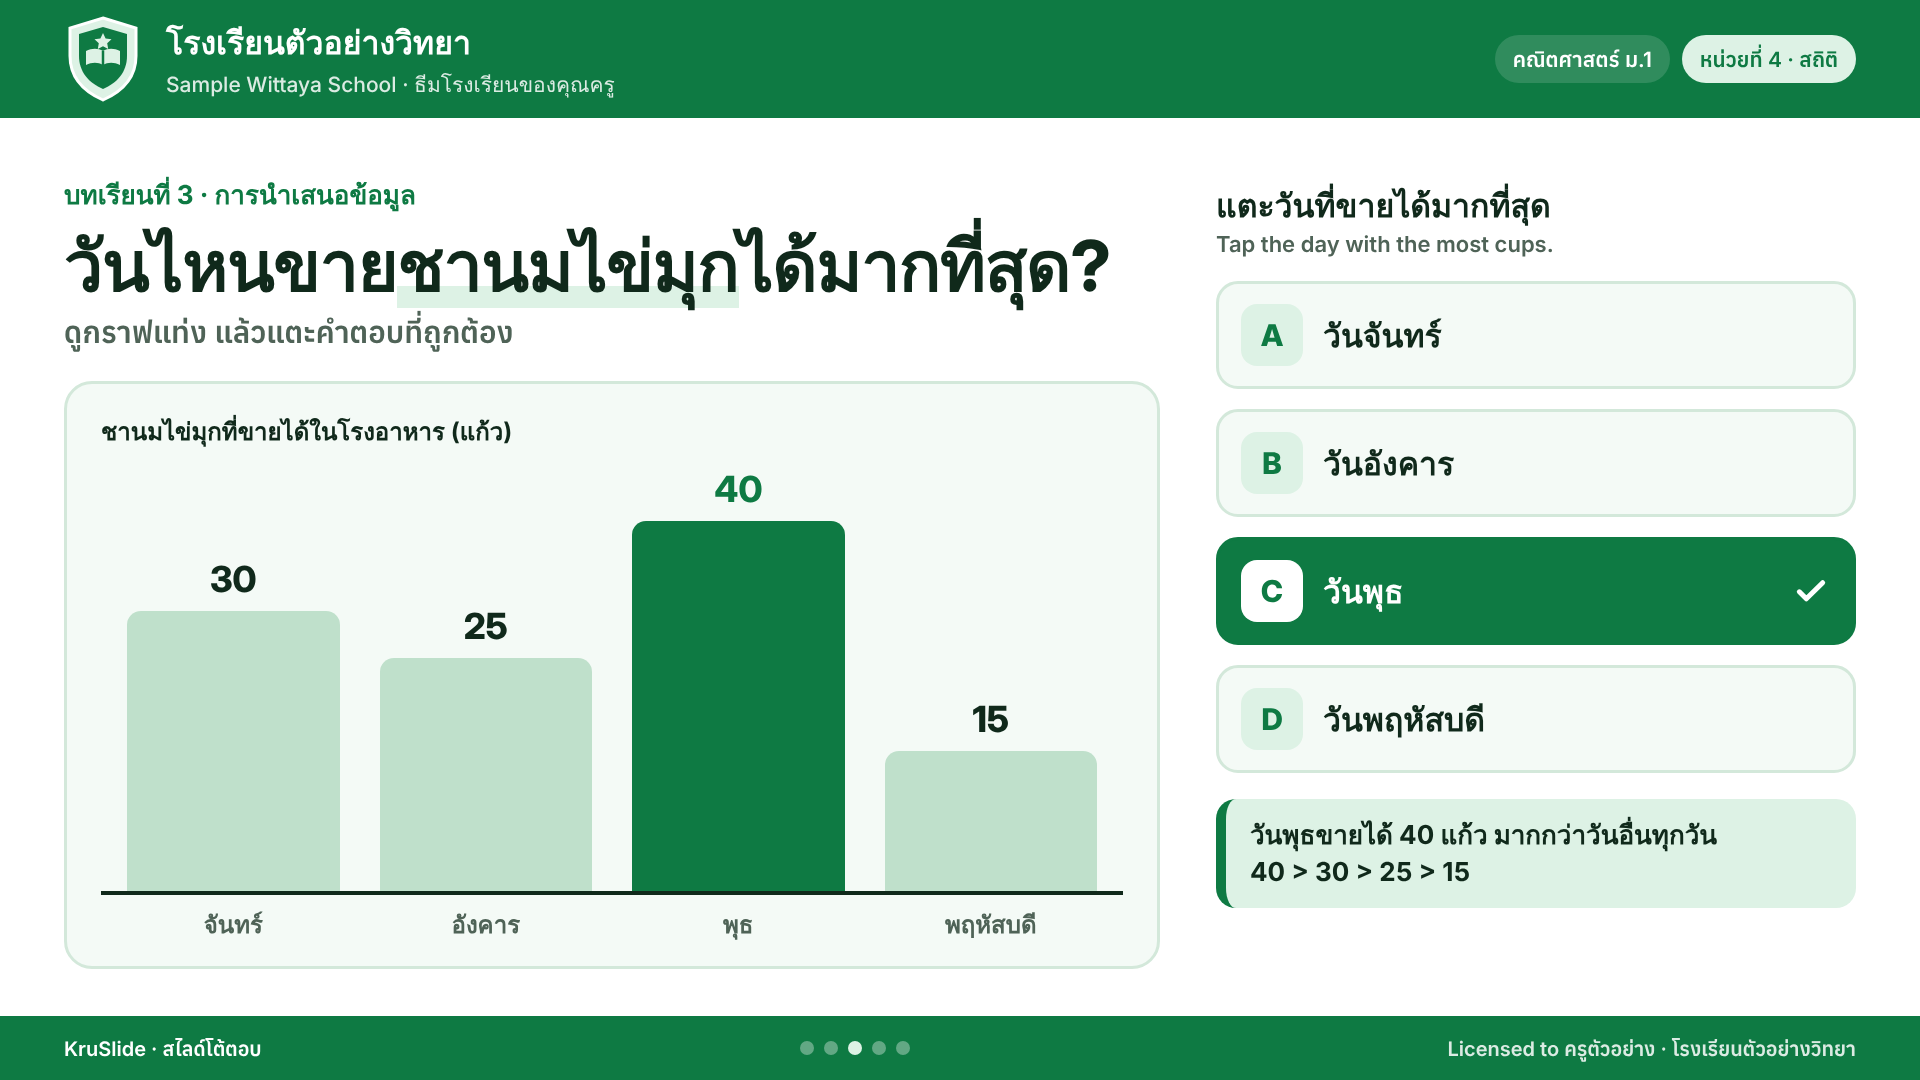 โรงเรียนตัวอย่างวิทยา
Sample Wittaya School · ธีมโรงเรียนของคุณครู
คณิตศาสตร์ ม.1
หน่วยที่ 4 · สถิติ
บทเรียนที่ 3 · การนำเสนอข้อมูล
วันไหนขายชานมไข่มุกได้มากที่สุด?
ดูกราฟแท่ง แล้วแตะคำตอบที่ถูกต้อง
ชานมไข่มุกที่ขายได้ในโรงอาหาร (แก้ว)
30
25
40
15
จันทร์
อังคาร
พุธ
พฤหัสบดี
แตะวันที่ขายได้มากที่สุด
Tap the day with the most cups.
A วันจันทร์
B วันอังคาร
C วันพุธ
D วันพฤหัสบดี
วันพุธขายได้ 40 แก้ว มากกว่าวันอื่นทุกวัน
40 > 30 > 25 > 15
KruSlide · สไลด์โต้ตอบ
Licensed to ครูตัวอย่าง · โรงเรียนตัวอย่างวิทยา